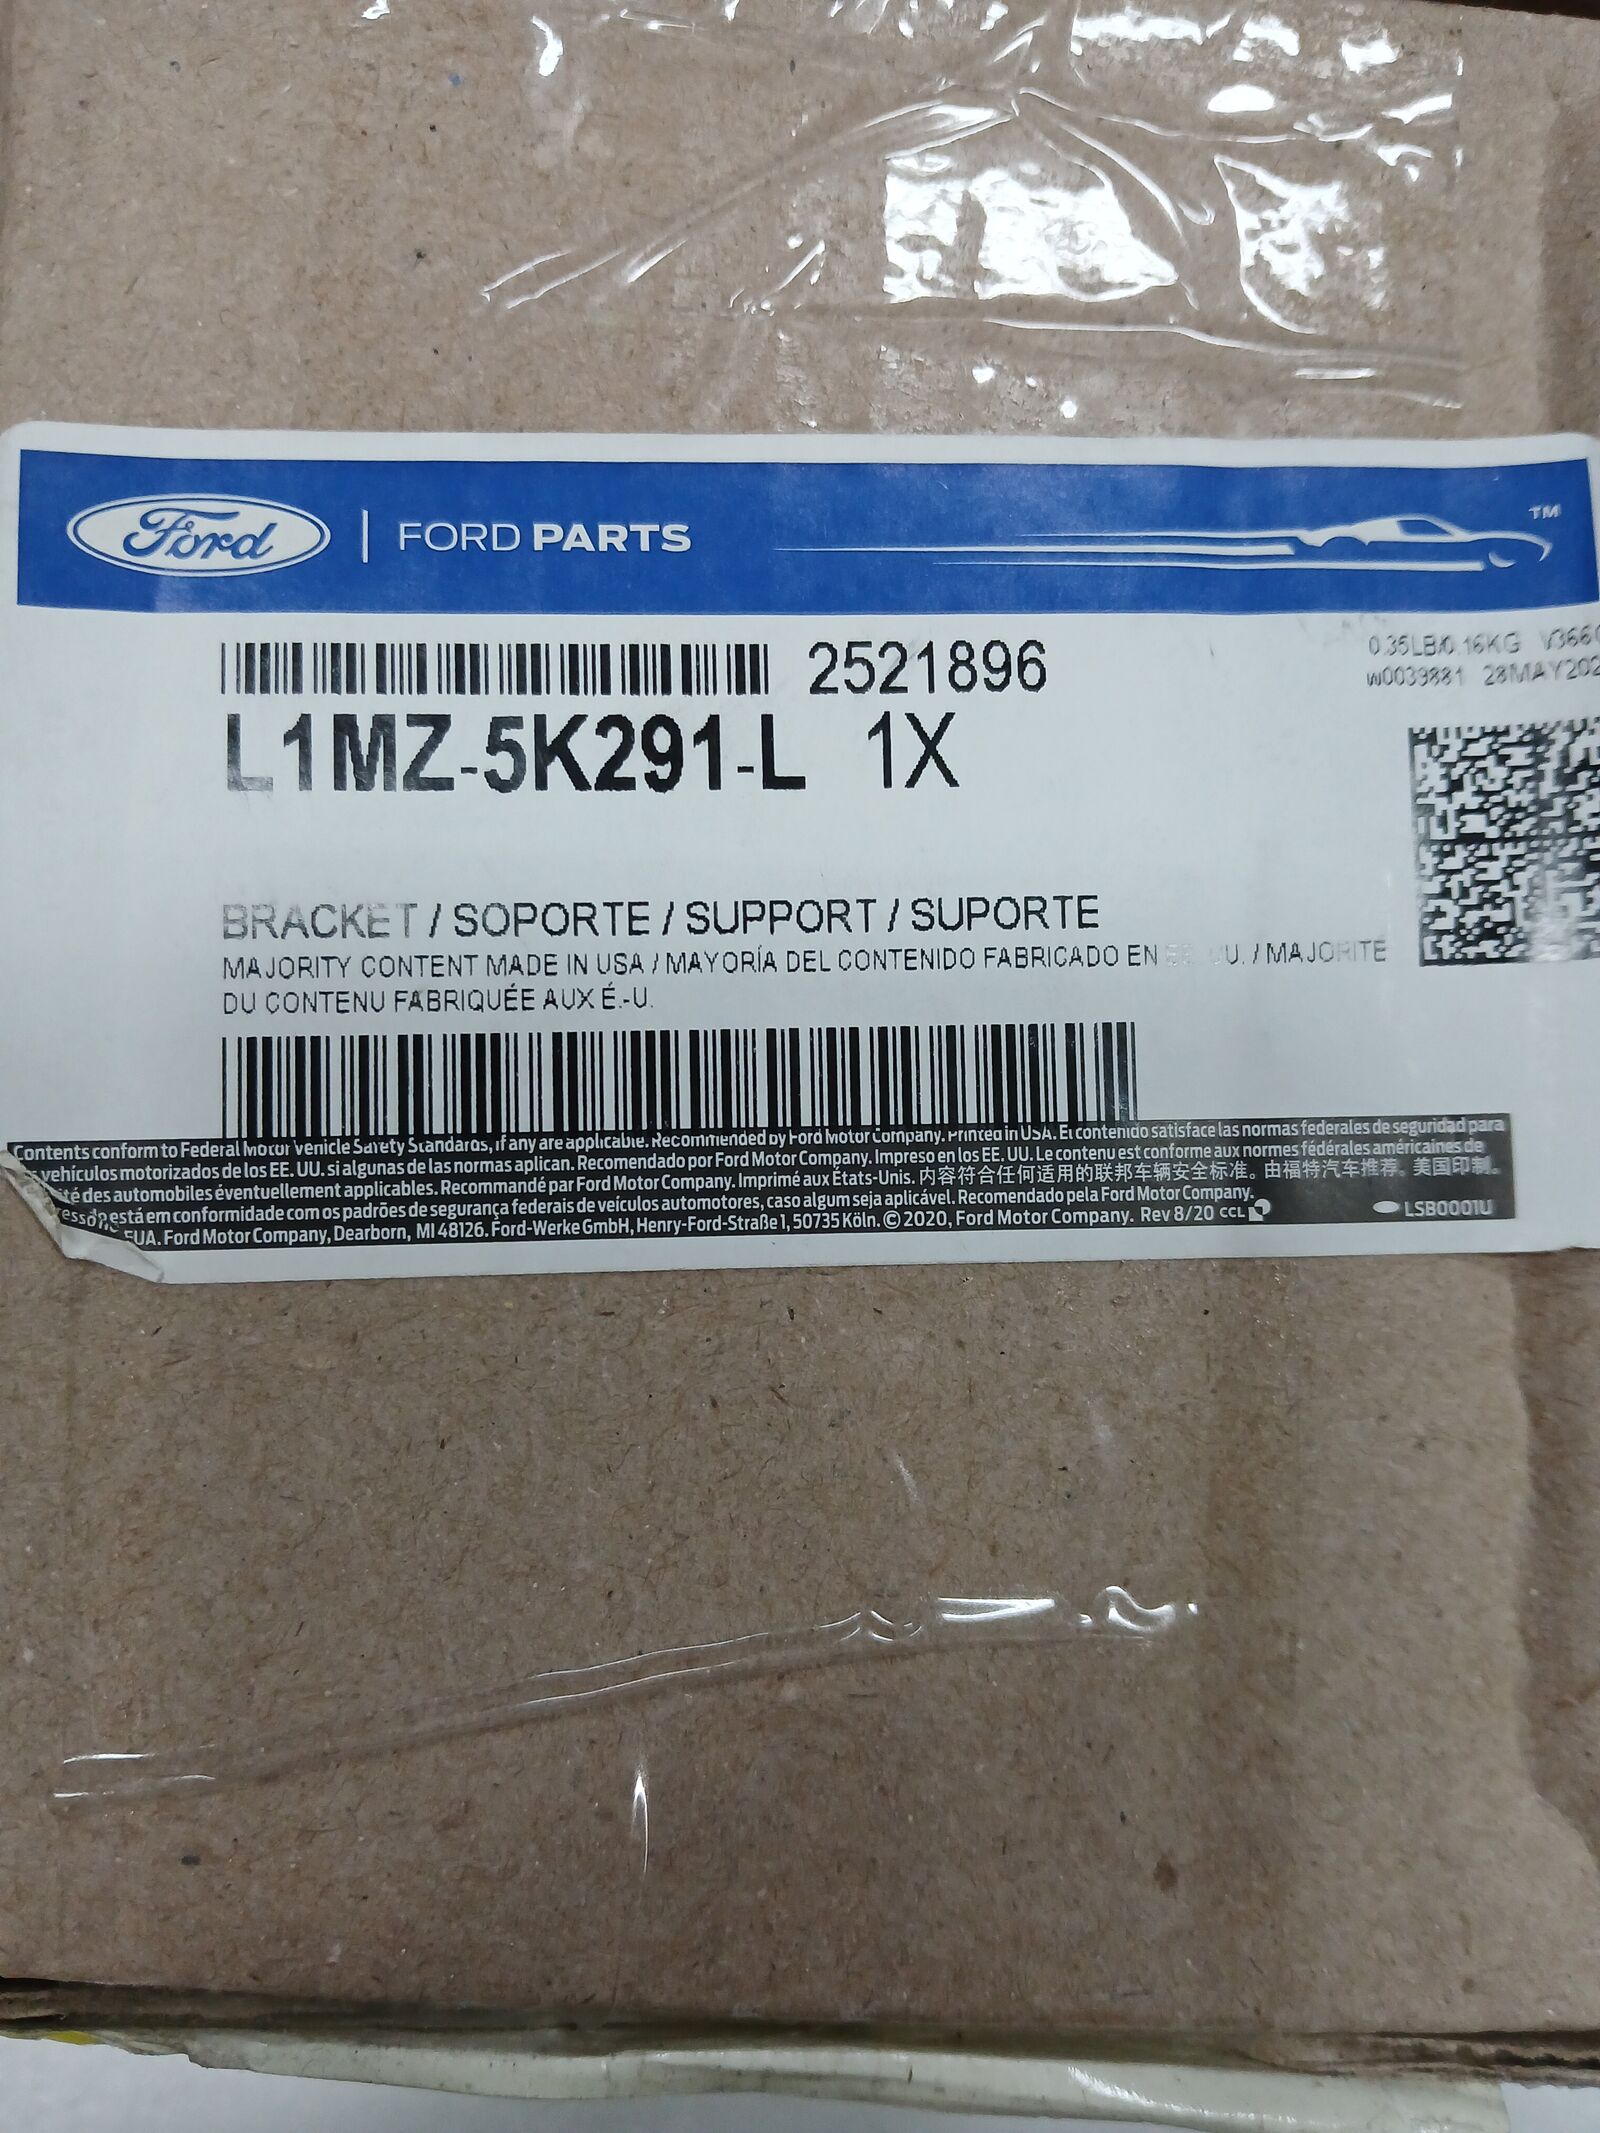 Ford | FORD PARTS TM
2521896
0.35LB/0.16KG
w0039881 28MAY202
L1MZ-5K291-L 1X
BRACKET / SOPORTE / SUPPORT / SUPORTE
MAJORITY CONTENT MADE IN USA / MAYORÍA DEL CONTENIDO FABRICADO EN EE. UU. / MAJORITÉ
DU CONTENU FABRIQUÉE AUX É.-U.
Contents conform to Federal Motor Vehicle Safety Standards, if any are applicable. Recommended by Ford Motor Company. Printed in USA. El contenido satisface las normas federales de seguridad para
vehículos motorizados de los EE. UU. si algunas de las normas aplican. Recomendado por Ford Motor Company. Impreso en los EE. UU. Le contenu est conforme aux normes fédérales américaines de
ité des automobiles éventuellement applicables. Recommandé par Ford Motor Company. Imprimé aux États-Unis. 内容符合任何适用的联邦车辆安全标准。由福特汽车推荐。美国印制。
está em conformidade com os padrões de segurança federais de veículos automotores, caso algum seja aplicável. Recomendado pela Ford Motor Company.
EUA. Ford Motor Company, Dearborn, MI 48126. Ford-Werke GmbH, Henry-Ford-Straße 1, 50735 Köln. © 2020, Ford Motor Company. Rev 8/20 CCL LSB0001U